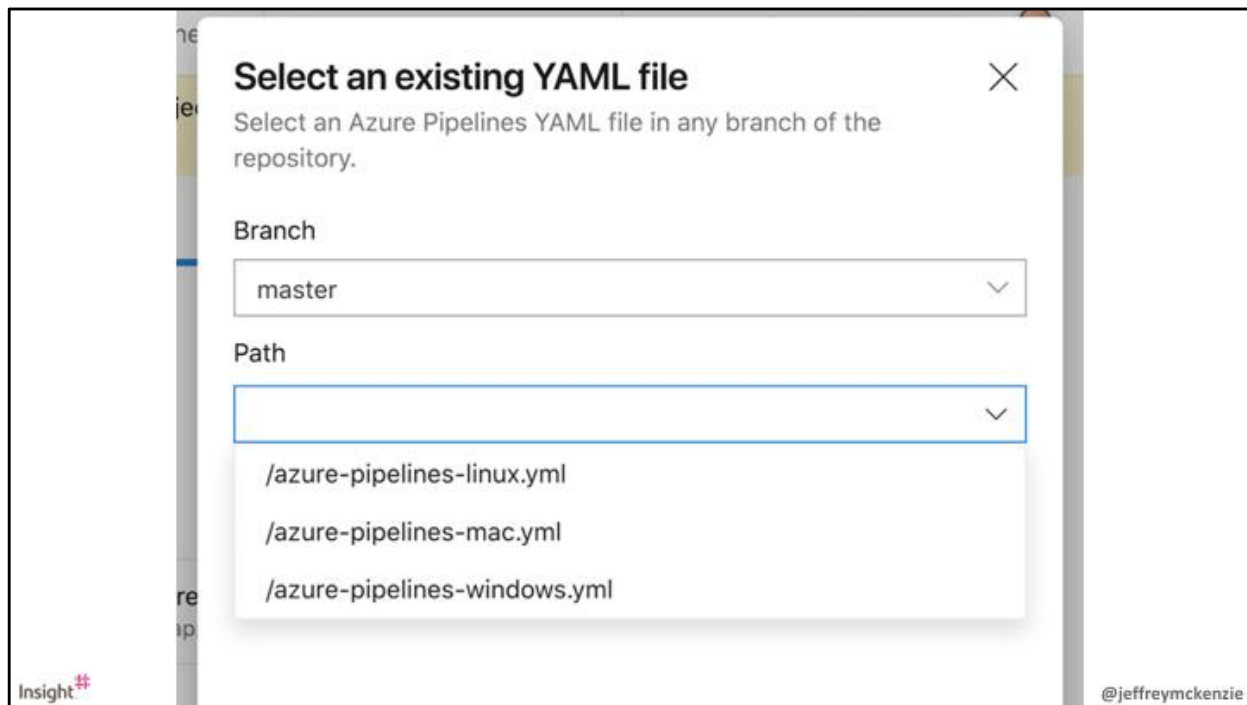 Select an existing YAML file
Select an Azure Pipelines YAML file in any branch of the
repository.
Branch
master
Path
/azure-pipelines-linux.yml
/azure-pipelines-mac.yml
/azure-pipelines-windows.yml
Insight#
@jeffreymckenzie